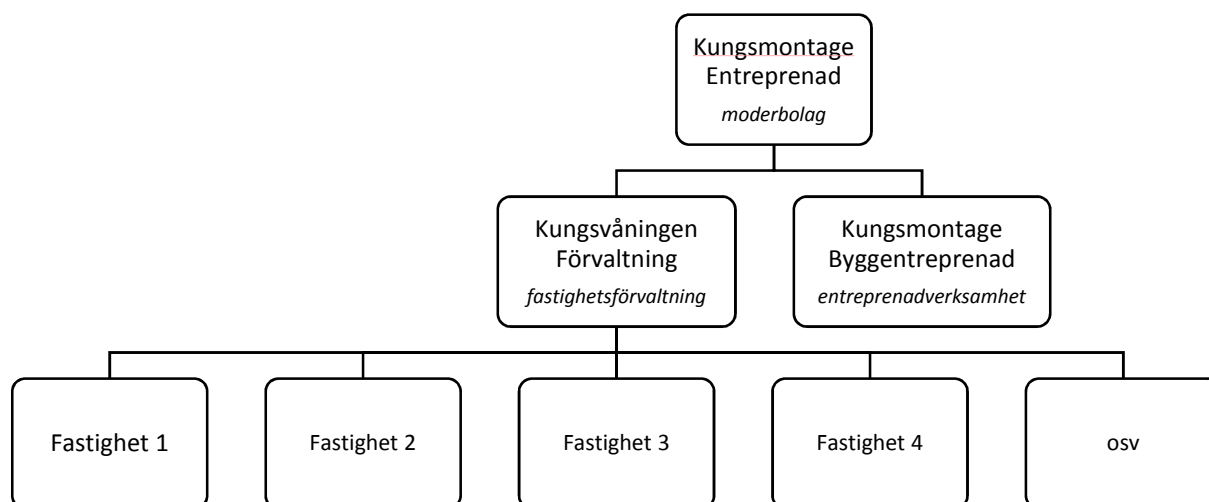 Kungsmontage
Entreprenad
moderbolag
Kungsvåningen
Förvaltning
fastighetsförvaltning
Kungsmontage
Byggentreprenad
entreprenadverksamhet
Fastighet 1
Fastighet 2
Fastighet 3
Fastighet 4
osv